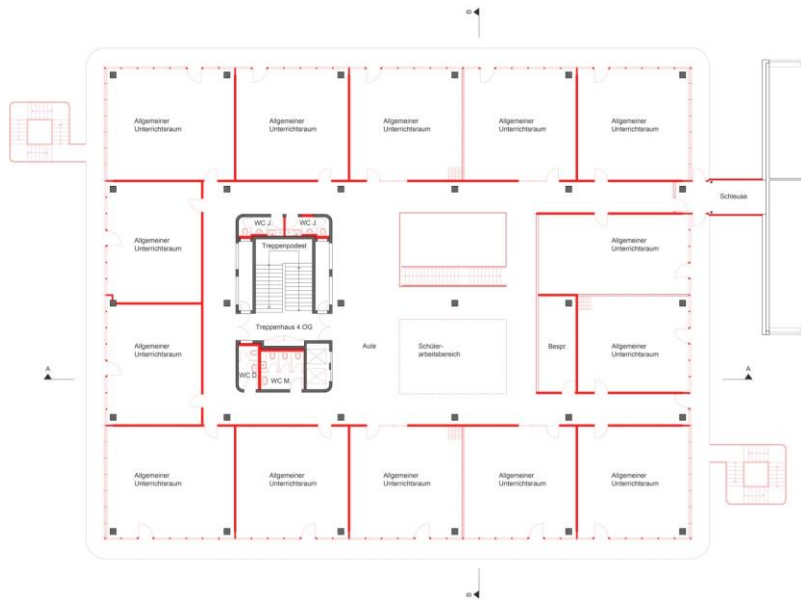 B
Allgemeiner
Unterrichtsraum
Allgemeiner
Unterrichtsraum
Allgemeiner
Unterrichtsraum
Allgemeiner
Unterrichtsraum
Allgemeiner
Unterrichtsraum
Schleuse
WC J.
WC J.
Treppenpodest
Allgemeiner
Unterrichtsraum
Allgemeiner
Unterrichtsraum
Treppenhaus 4.OG
Allgemeiner
Unterrichtsraum
Aula
Schüler-
arbeitsbereich
Bespr.
Allgemeiner
Unterrichtsraum
A
A
WC D.
WC M.
Allgemeiner
Unterrichtsraum
Allgemeiner
Unterrichtsraum
Allgemeiner
Unterrichtsraum
Allgemeiner
Unterrichtsraum
Allgemeiner
Unterrichtsraum
B